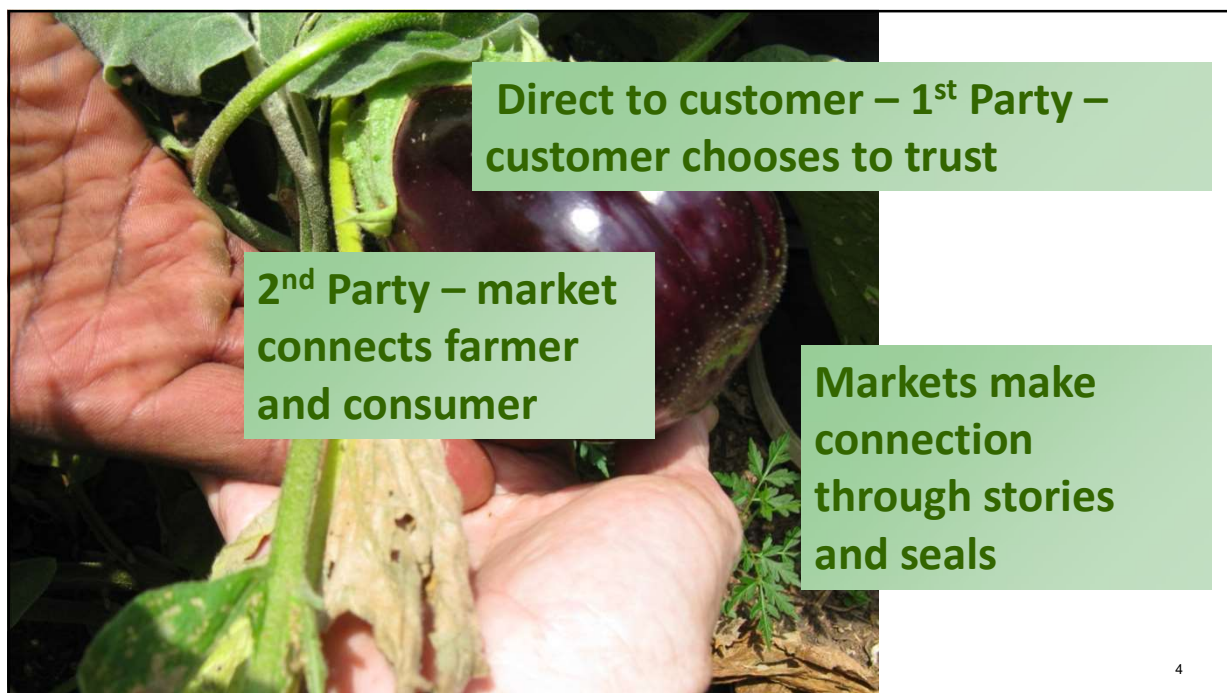 Direct to customer – 1st Party –
customer chooses to trust
2nd Party – market
connects farmer
and consumer
Markets make
connection
through stories
and seals
4